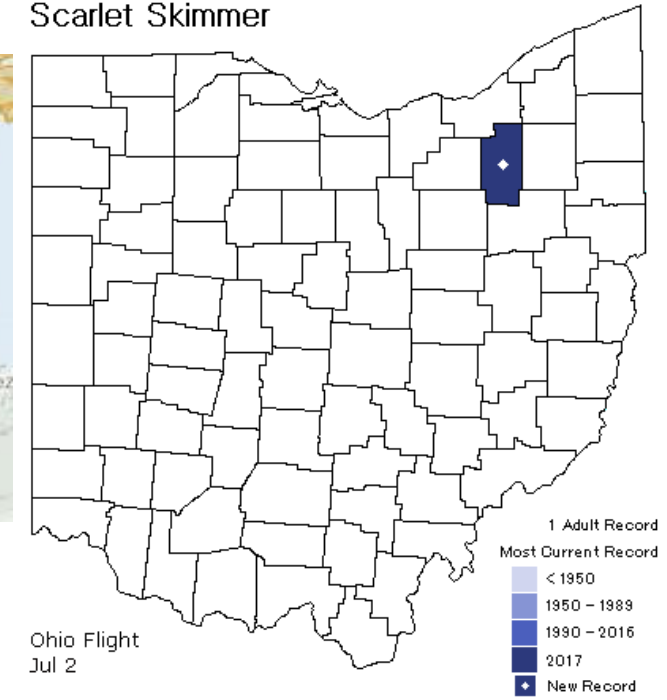 Scarlet Skimmer
1 Adult Record
Most Current Record
< 1950
1950 – 1989
1990 – 2016
2017
New Record
Ohio Flight
Jul 2